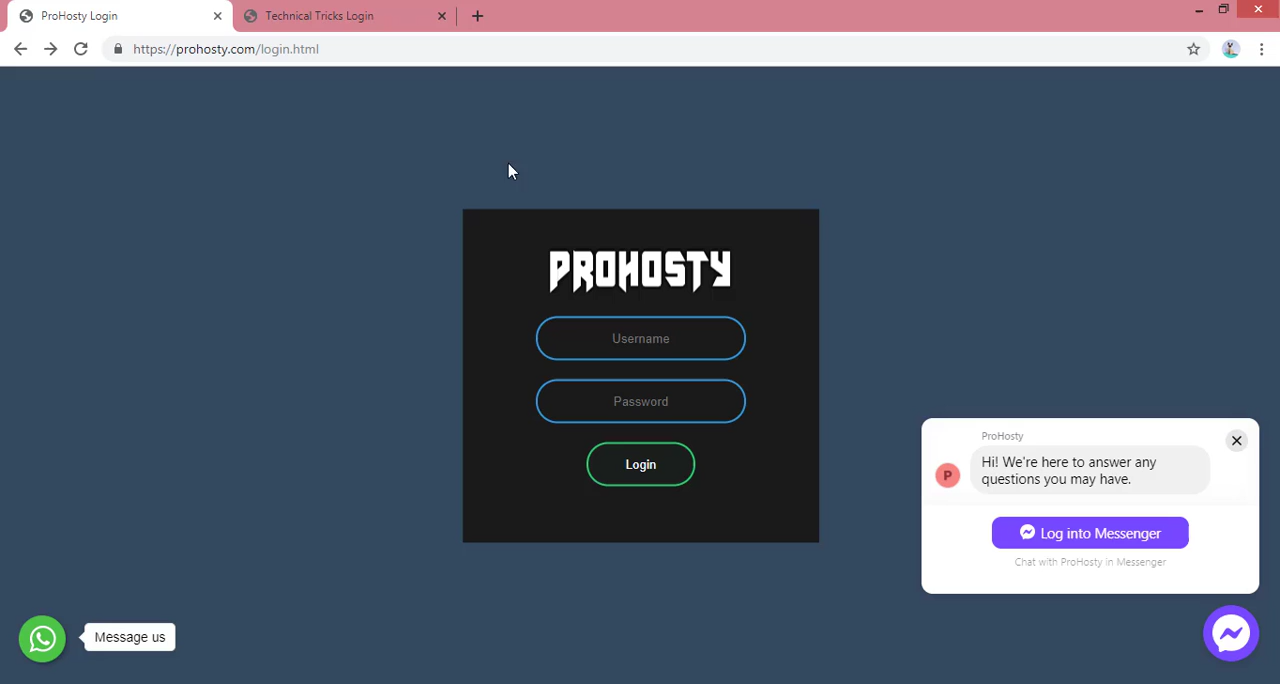 ProHosty Login
Technical Tricks Login
https://prohosty.com/login.html
PROHOSTY
Username
Password
Login
ProHosty
P
Hi! We're here to answer any
questions you may have.
Log into Messenger
Chat with ProHosty in Messenger
Message us